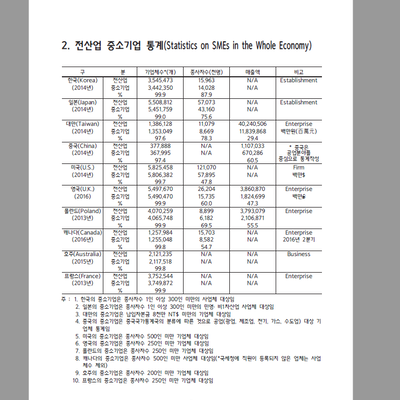 2. 전산업 중소기업 통계(Statistics on SMEs in the Whole Economy)
구 분 기업체수*(개) 종사자수(천명) 매출액 비고
한국(Korea) 전산업 3,545,473 15,963 N/A Establishment
(2014년) 중소기업 3,442,350 14,028 N/A
% 99.9 87.9
일본(Japan) 전산업 5,508,812 57,073 N/A Establishment
(2014년) 중소기업 5,451,759 43,160 N/A
% 99.0 75.6
대만(Taiwan) 전산업 1,386,128 11,079 40,240,506 Enterprise
(2014년) 중소기업 1,353,049 8,669 11,839,868 백만원(百萬元)
% 97.6 78.3 29.4
중국(China) 전산업 377,888 N/A 1,107,033 * 중국은
(2014년) 중소기업 367,995 N/A 670,286 공업분야를
% 97.4 60.5 중심으로 통계작성
미국(U.S.) 전산업 5,825,458 121,070 N/A Firm
(2014년) 중소기업 5,806,382 57,895 N/A 백만$
% 99.7 47.8
영국(U.K.) 전산업 5,497,670 26,204 3,860,870 Enterprise
(2016) 중소기업 5,490,470 15,735 1,824,699 백만
% 99.9 60.0 47.3
폴란드(Poland) 전산업 4,070,259 8,899 3,793,079 Enterprise
(2013년) 중소기업 4,065,748 6,182 2,106,871
% 99.9 69.5 55.5
캐나다(Canada) 전산업 1,257,984 15,703 N/A Enterprise
(2016년) 중소기업 1,255,048 8,582 N/A 2016년 2분기
% 99.8 54.7
호주(Australia) 전산업 2,121,235 N/A N/A Business
(2015년) 중소기업 2,117,518 N/A N/A
% 99.8
프랑스(France) 전산업 3,752,544 N/A N/A Enterprise
(2013년) 중소기업 3,749,872 N/A N/A
% 99.9
주 : 1. 한국의 중소기업은 종사자수 1인 이상 300인 미만의 사업체 대상임
2. 일본의 중소기업은 종사자수 1인 이상 300인 미만의 민영, 비1차산업 사업체 대상임
3. 대만의 중소기업은 납입자본금 8천만 NT$ 미만의 기업체 대상임
4. 중국의 중소기업은 중국국가통계국의 분류에 따른 것으로 공업(광업, 제조업, 전기, 가스, 수도업) 대상 기
업체 통계임
5. 미국의 중소기업은 종사자수 500인 미만 기업체 대상임
6. 영국의 중소기업은 종사자수 250인 미만 기업체 대상임
7. 폴란드의 중소기업은 종사자수 250인 미만 기업체 대상임
8. 캐나다의 중소기업은 종사자수 500인 미만 사업체 대상임(*국세청에 직원이 등록되지 않은 업체는 사업
체수 제외)
9. 호주의 중소기업은 종사자수 200인 미만 기업체 대상임
10. 프랑스의 중소기업은 종사자수 250인 미만 기업체 대상임